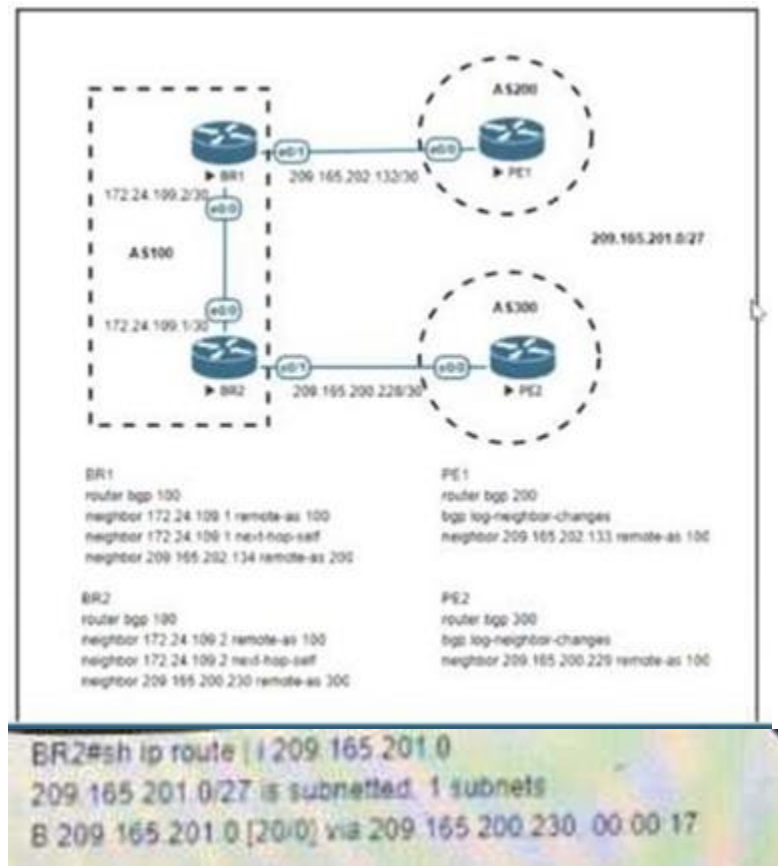 AS200
e0/1
e0/0
BR1
209.165.202.132/30
PE1
172.24.109.2/30
e0/0
209.165.201.0/27
AS100
e0/0
AS300
172.24.109.1/30
e0/1
e0/0
BR2
209.165.200.228/30
PE2
BR1
router bgp 100
neighbor 172.24.109.1 remote-as 100
neighbor 172.24.109.1 next-hop-self
neighbor 209.165.202.134 remote-as 200
PE1
router bgp 200
bgp log-neighbor-changes
neighbor 209.165.202.133 remote-as 100
BR2
router bgp 100
neighbor 172.24.109.2 remote-as 100
neighbor 172.24.109.2 next-hop-self
neighbor 209.165.200.230 remote-as 300
PE2
router bgp 300
bgp log-neighbor-changes
neighbor 209.165.200.229 remote-as 100
BR2#sh ip route | i 209.165.201.0
209.165.201.0/27 is subnetted, 1 subnets
B 209.165.201.0 [20/0] via 209.165.200.230, 00:00:17